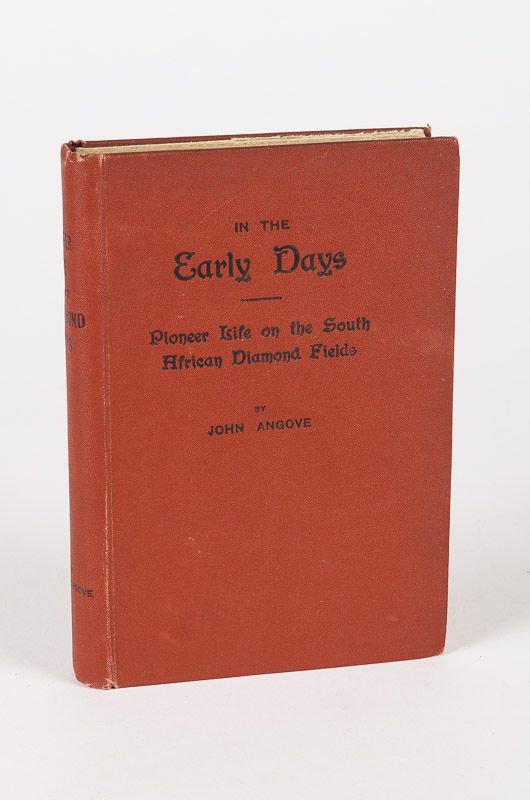 IN THE
Early Days
Pioneer Life on the South
African Diamond Fields
BY
JOHN ANGOVE